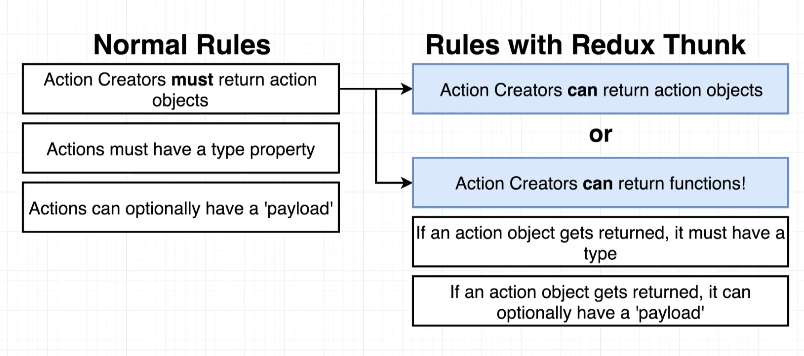 Normal Rules
Action Creators must return action
objects
Actions must have a type property
Actions can optionally have a 'payload'
Rules with Redux Thunk
Action Creators can return action objects
or
Action Creators can return functions!
If an action object gets returned, it must have a
type
If an action object gets returned, it can
optionally have a 'payload'